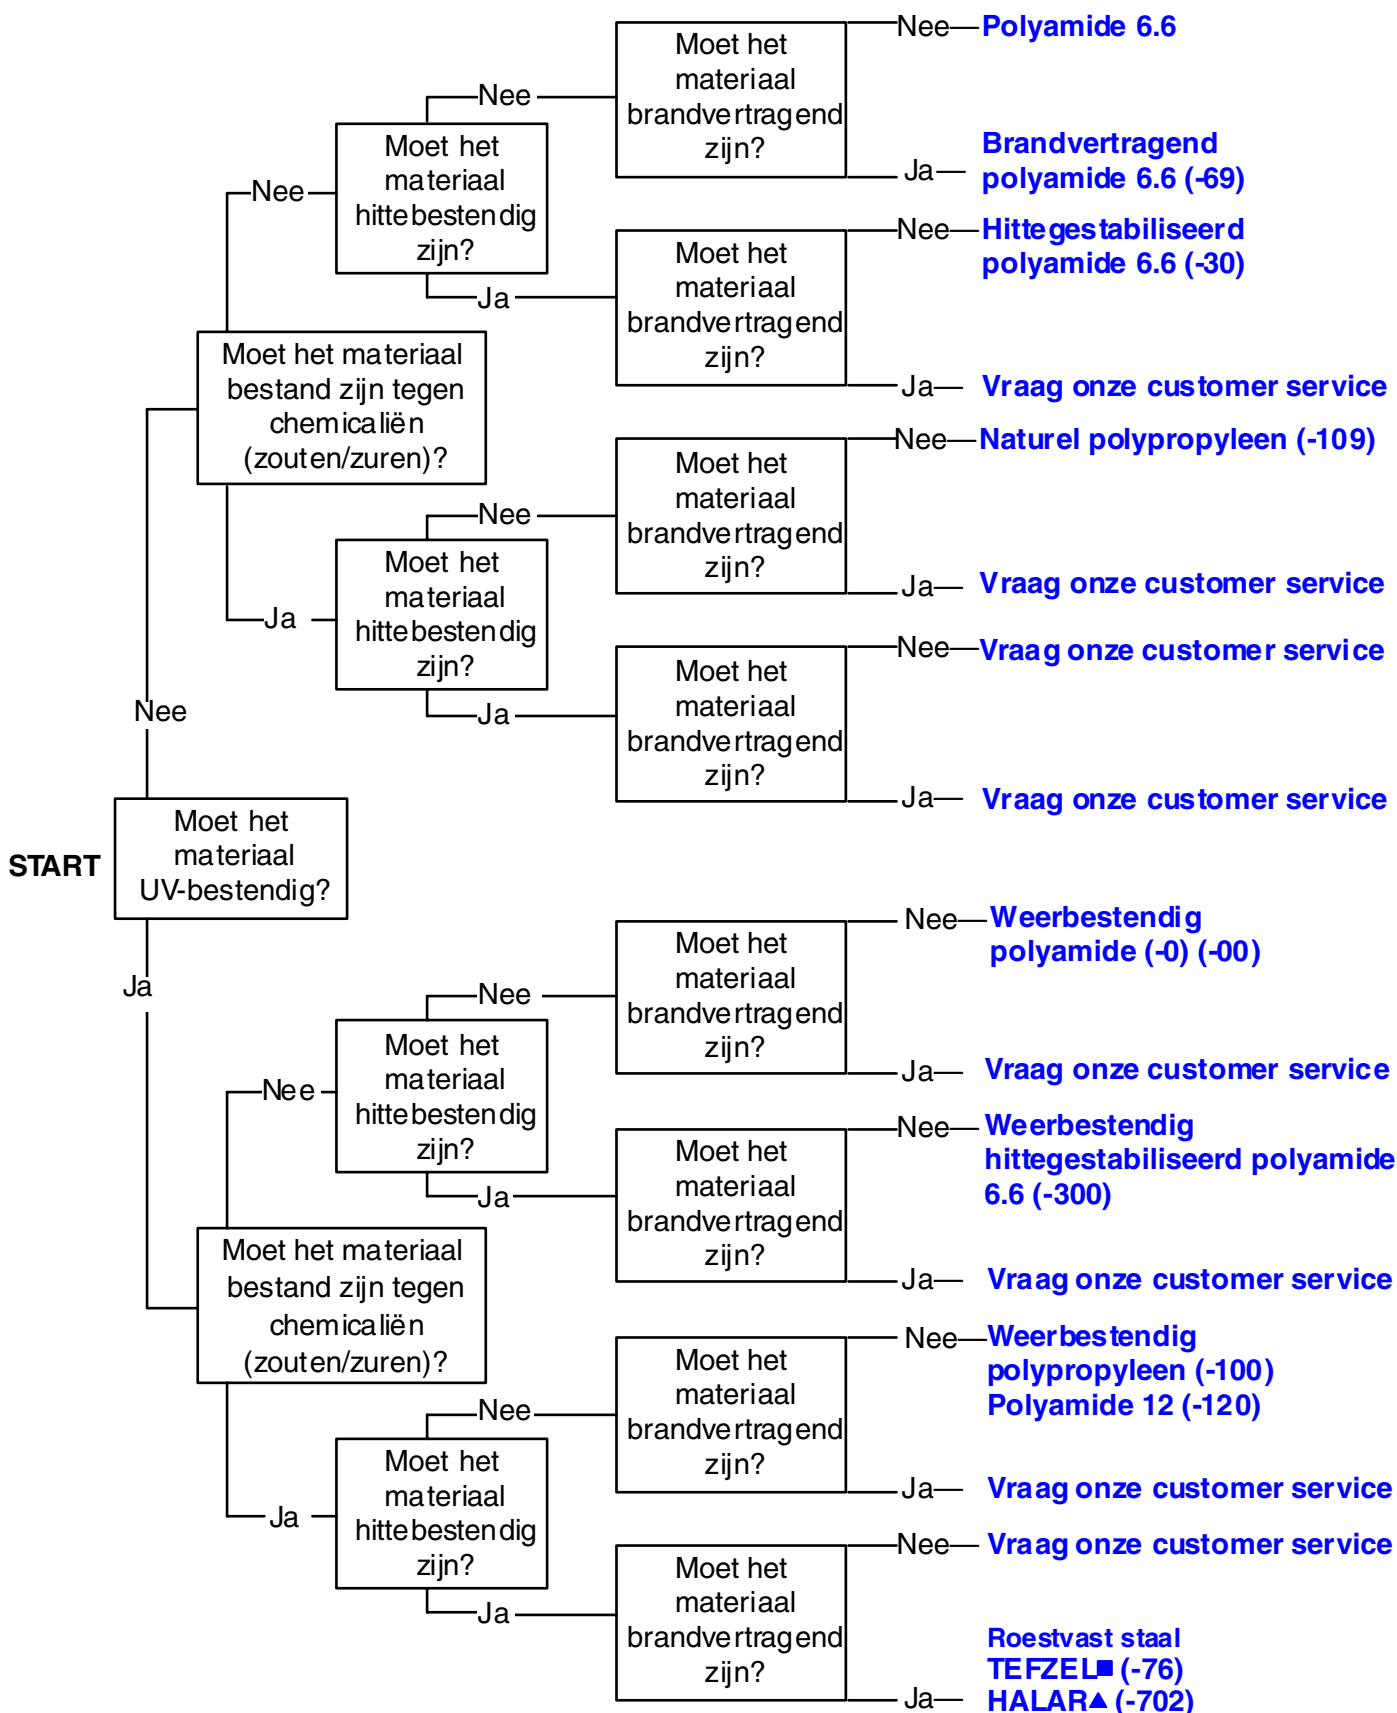 Nee
Polyamide 6.6
Moet het
materiaal
brandvertragend
zijn?
Nee
Ja
Brandvertragend
polyamide 6.6 (-69)
Moet het
materiaal
hittebestendig
zijn?
Nee
Nee
Hittegestabiliseerd
polyamide 6.6 (-30)
Moet het
materiaal
brandvertragend
zijn?
Ja
Ja
Vraag onze customer service
Moet het materiaal
bestand zijn tegen
chemicaliën
(zouten/zuren)?
Nee
Naturel polypropyleen (-109)
Moet het
materiaal
brandvertragend
zijn?
Nee
Ja
Vraag onze customer service
Moet het
materiaal
hittebestendig
zijn?
Ja
Nee
Vraag onze customer service
Moet het
materiaal
brandvertragend
zijn?
Ja
Ja
Vraag onze customer service
Nee
START
Moet het
materiaal
UV-bestendig?
Ja
Nee
Weerbestendig
polyamide (-0) (-00)
Moet het
materiaal
brandvertragend
zijn?
Nee
Ja
Vraag onze customer service
Moet het
materiaal
hittebestendig
zijn?
Nee
Nee
Weerbestendig
hittegestabiliseerd polyamide
6.6 (-300)
Moet het
materiaal
brandvertragend
zijn?
Ja
Ja
Vraag onze customer service
Moet het materiaal
bestand zijn tegen
chemicaliën
(zouten/zuren)?
Nee
Weerbestendig
polypropyleen (-100)
Polyamide 12 (-120)
Moet het
materiaal
brandvertragend
zijn?
Nee
Ja
Vraag onze customer service
Moet het
materiaal
hittebestendig
zijn?
Ja
Nee
Vraag onze customer service
Moet het
materiaal
brandvertragend
zijn?
Ja
Ja
Roestvast staal
TEFZEL■ (-76)
HALAR▲ (-702)